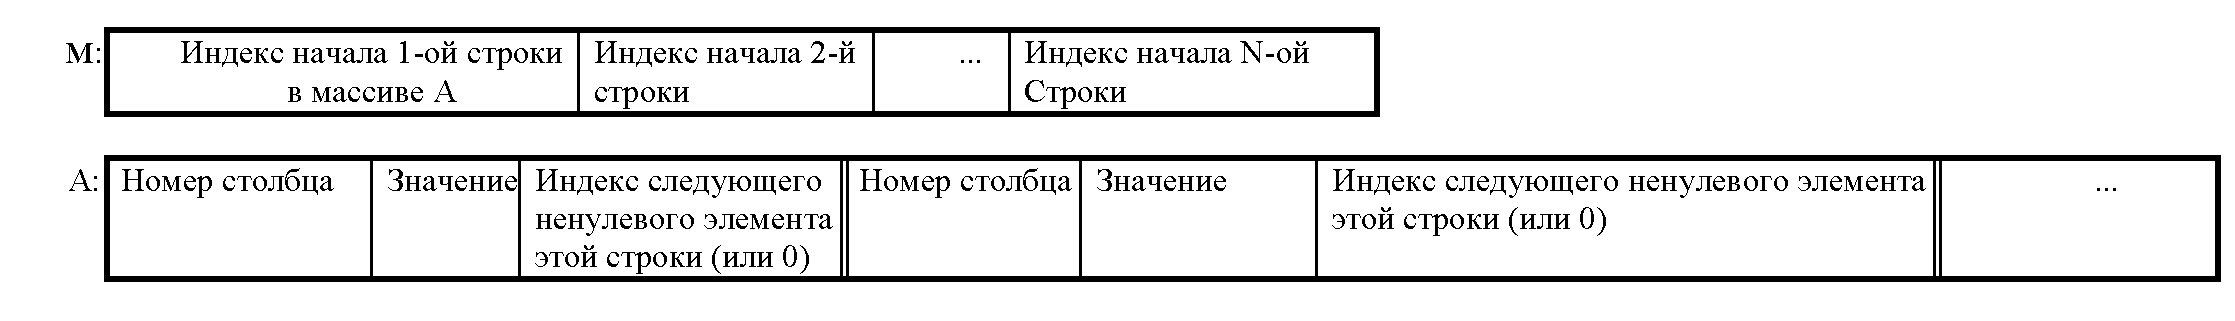 М: Индекс начала 1-ой строки Индекс начала 2-й ... Индекс начала N-ой
в массиве А строки Строки
А: Номер столбца Значение Индекс следующего Номер столбца Значение Индекс следующего ненулевого элемента ...
ненулевого элемента этой строки (или 0)
этой строки (или 0)